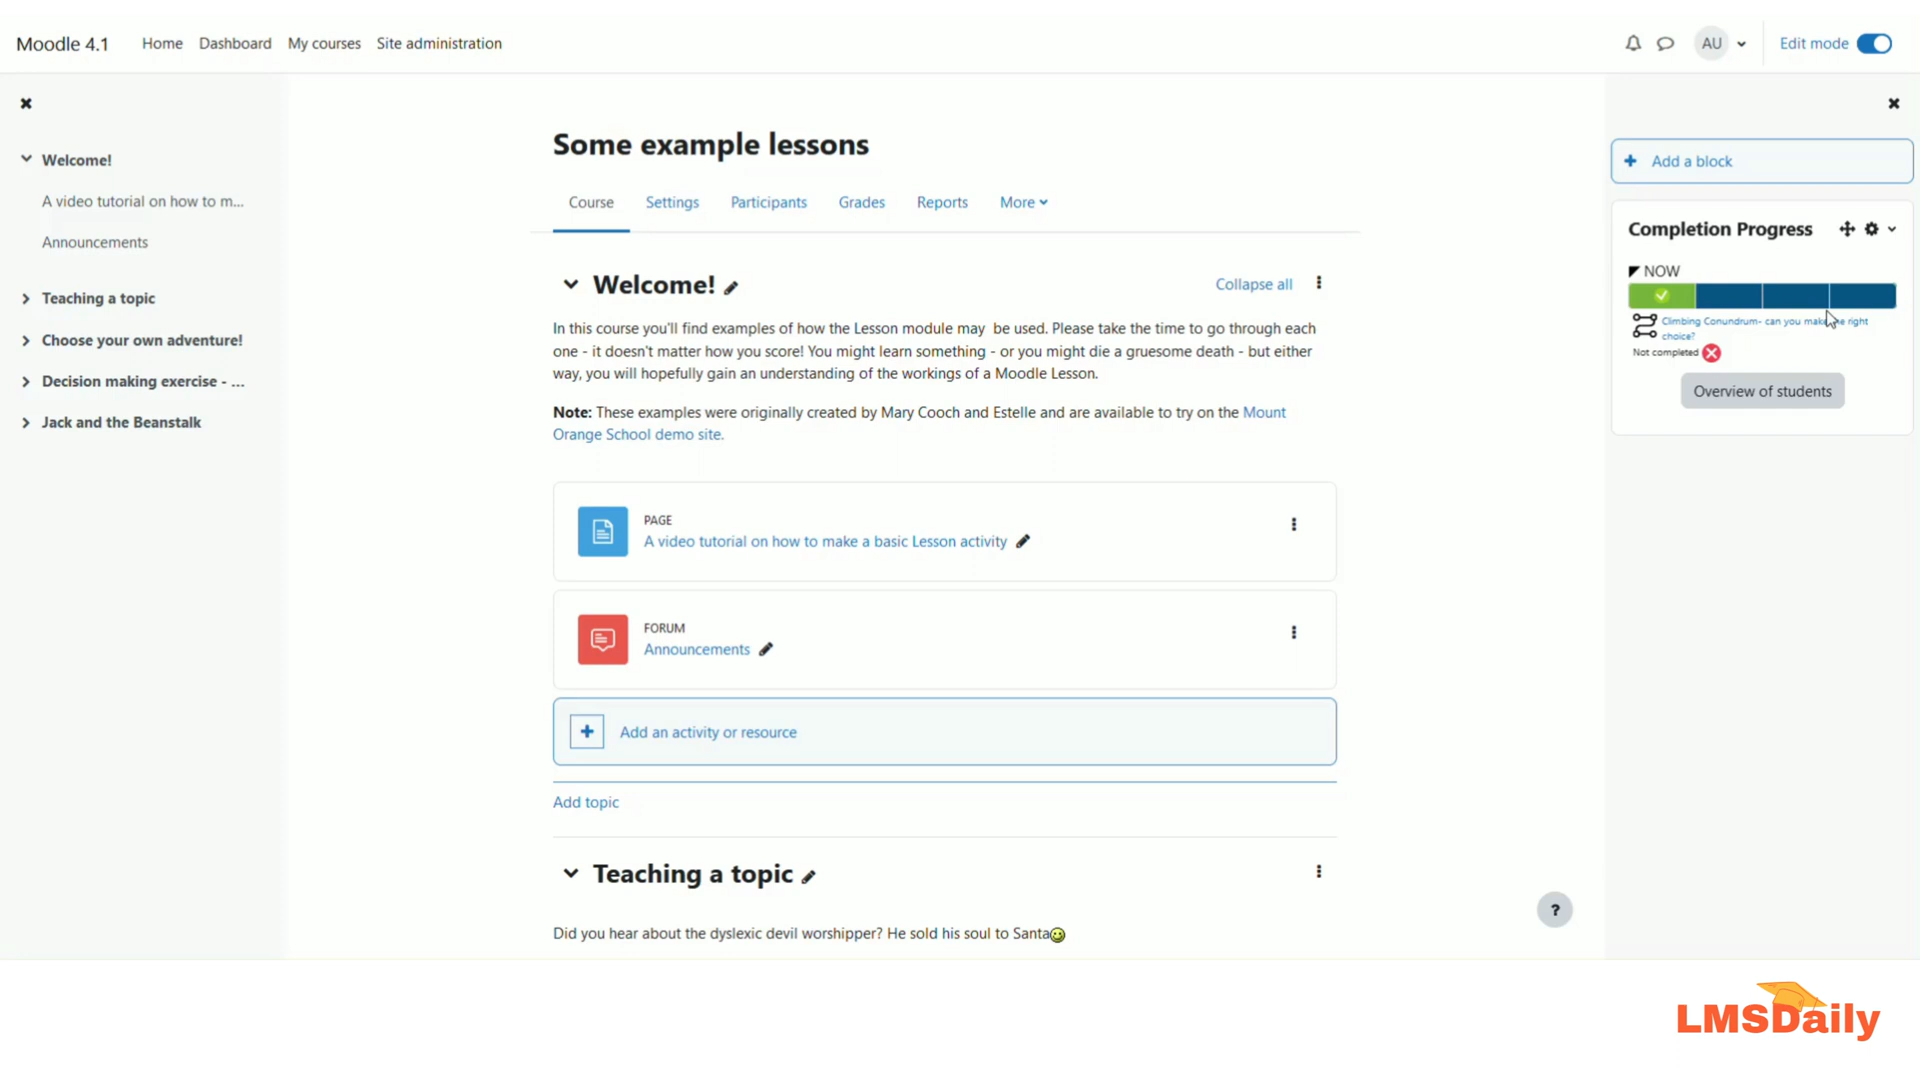 Moodle 4.1
Home
Dashboard
My courses
Site administration
AU
Edit mode
Welcome!
A video tutorial on how to m...
Announcements
Teaching a topic
Choose your own adventure!
Decision making exercise - ...
Jack and the Beanstalk
Some example lessons
Course
Settings
Participants
Grades
Reports
More
Welcome!
Collapse all
In this course you'll find examples of how the Lesson module may be used. Please take the time to go through each
one - it doesn't matter how you score! You might learn something - or you might die a gruesome death - but either
way, you will hopefully gain an understanding of the workings of a Moodle Lesson.
Note: These examples were originally created by Mary Cooch and Estelle and are available to try on the Mount
Orange School demo site.
PAGE
A video tutorial on how to make a basic Lesson activity
FORUM
Announcements
+ Add an activity or resource
Add topic
Teaching a topic
Did you hear about the dyslexic devil worshipper? He sold his soul to Santa
+ Add a block
Completion Progress
NOW
Climbing Conundrum- can you make the right
choice?
Not completed
Overview of students
?
LMSDaily